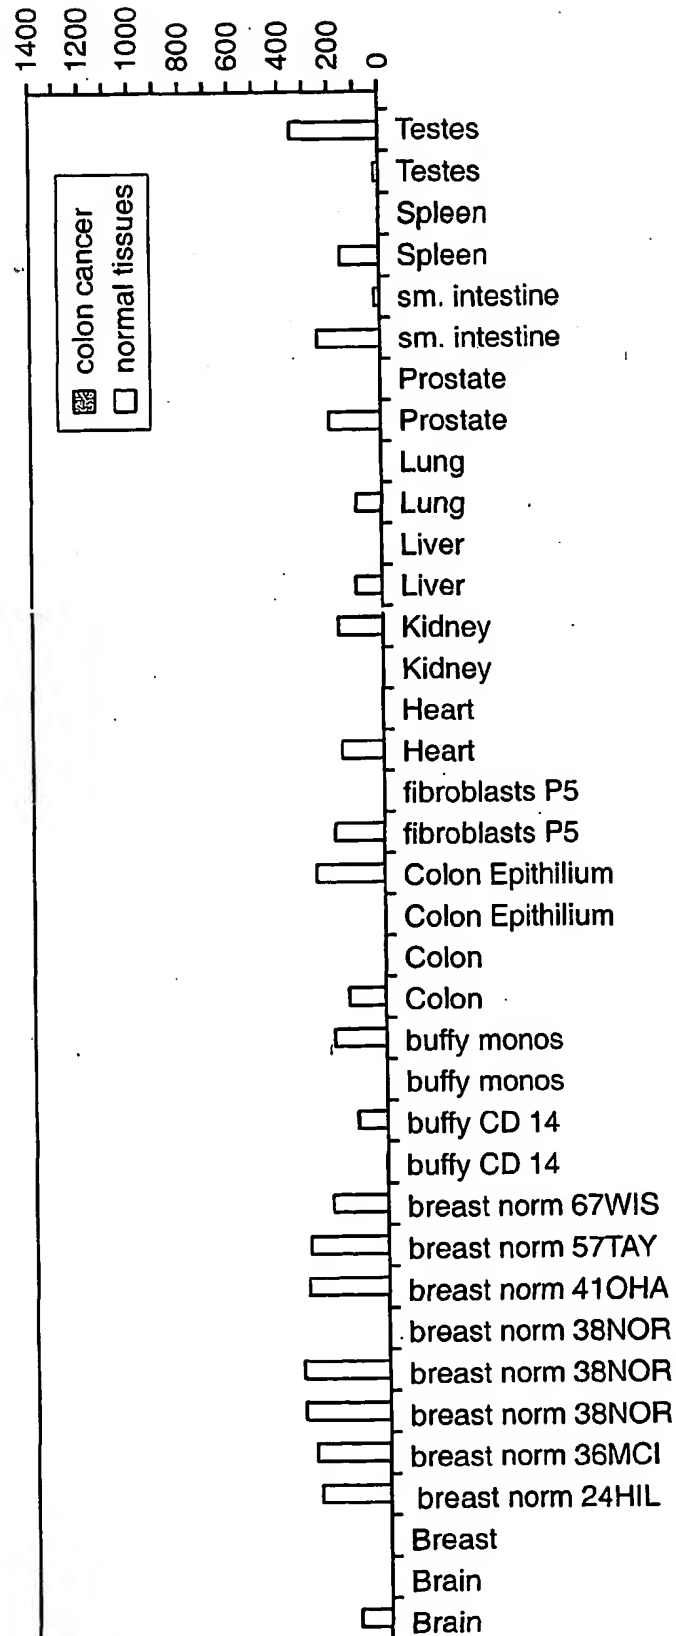 1400
1200
1000
800
600
400
200
0
colon cancer
normal tissues
Testes
Testes
Spleen
Spleen
sm. intestine
sm. intestine
Prostate
Prostate
Lung
Lung
Liver
Liver
Kidney
Kidney
Heart
Heart
fibroblasts P5
fibroblasts P5
Colon Epithilium
Colon Epithilium
Colon
Colon
buffy monos
buffy monos
buffy CD 14
buffy CD 14
breast norm 67WIS
breast norm 57TAY
breast norm 41OHA
breast norm 38NOR
breast norm 38NOR
breast norm 38NOR
breast norm 36MCI
breast norm 24HIL
Breast
Brain
Brain